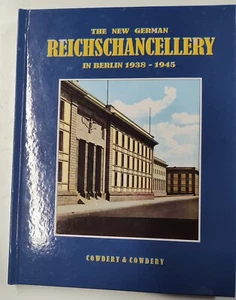 THE NEW GERMAN
REICHSCHANCELLERY
IN BERLIN 1938 - 1945
COWDERY & COWDERY